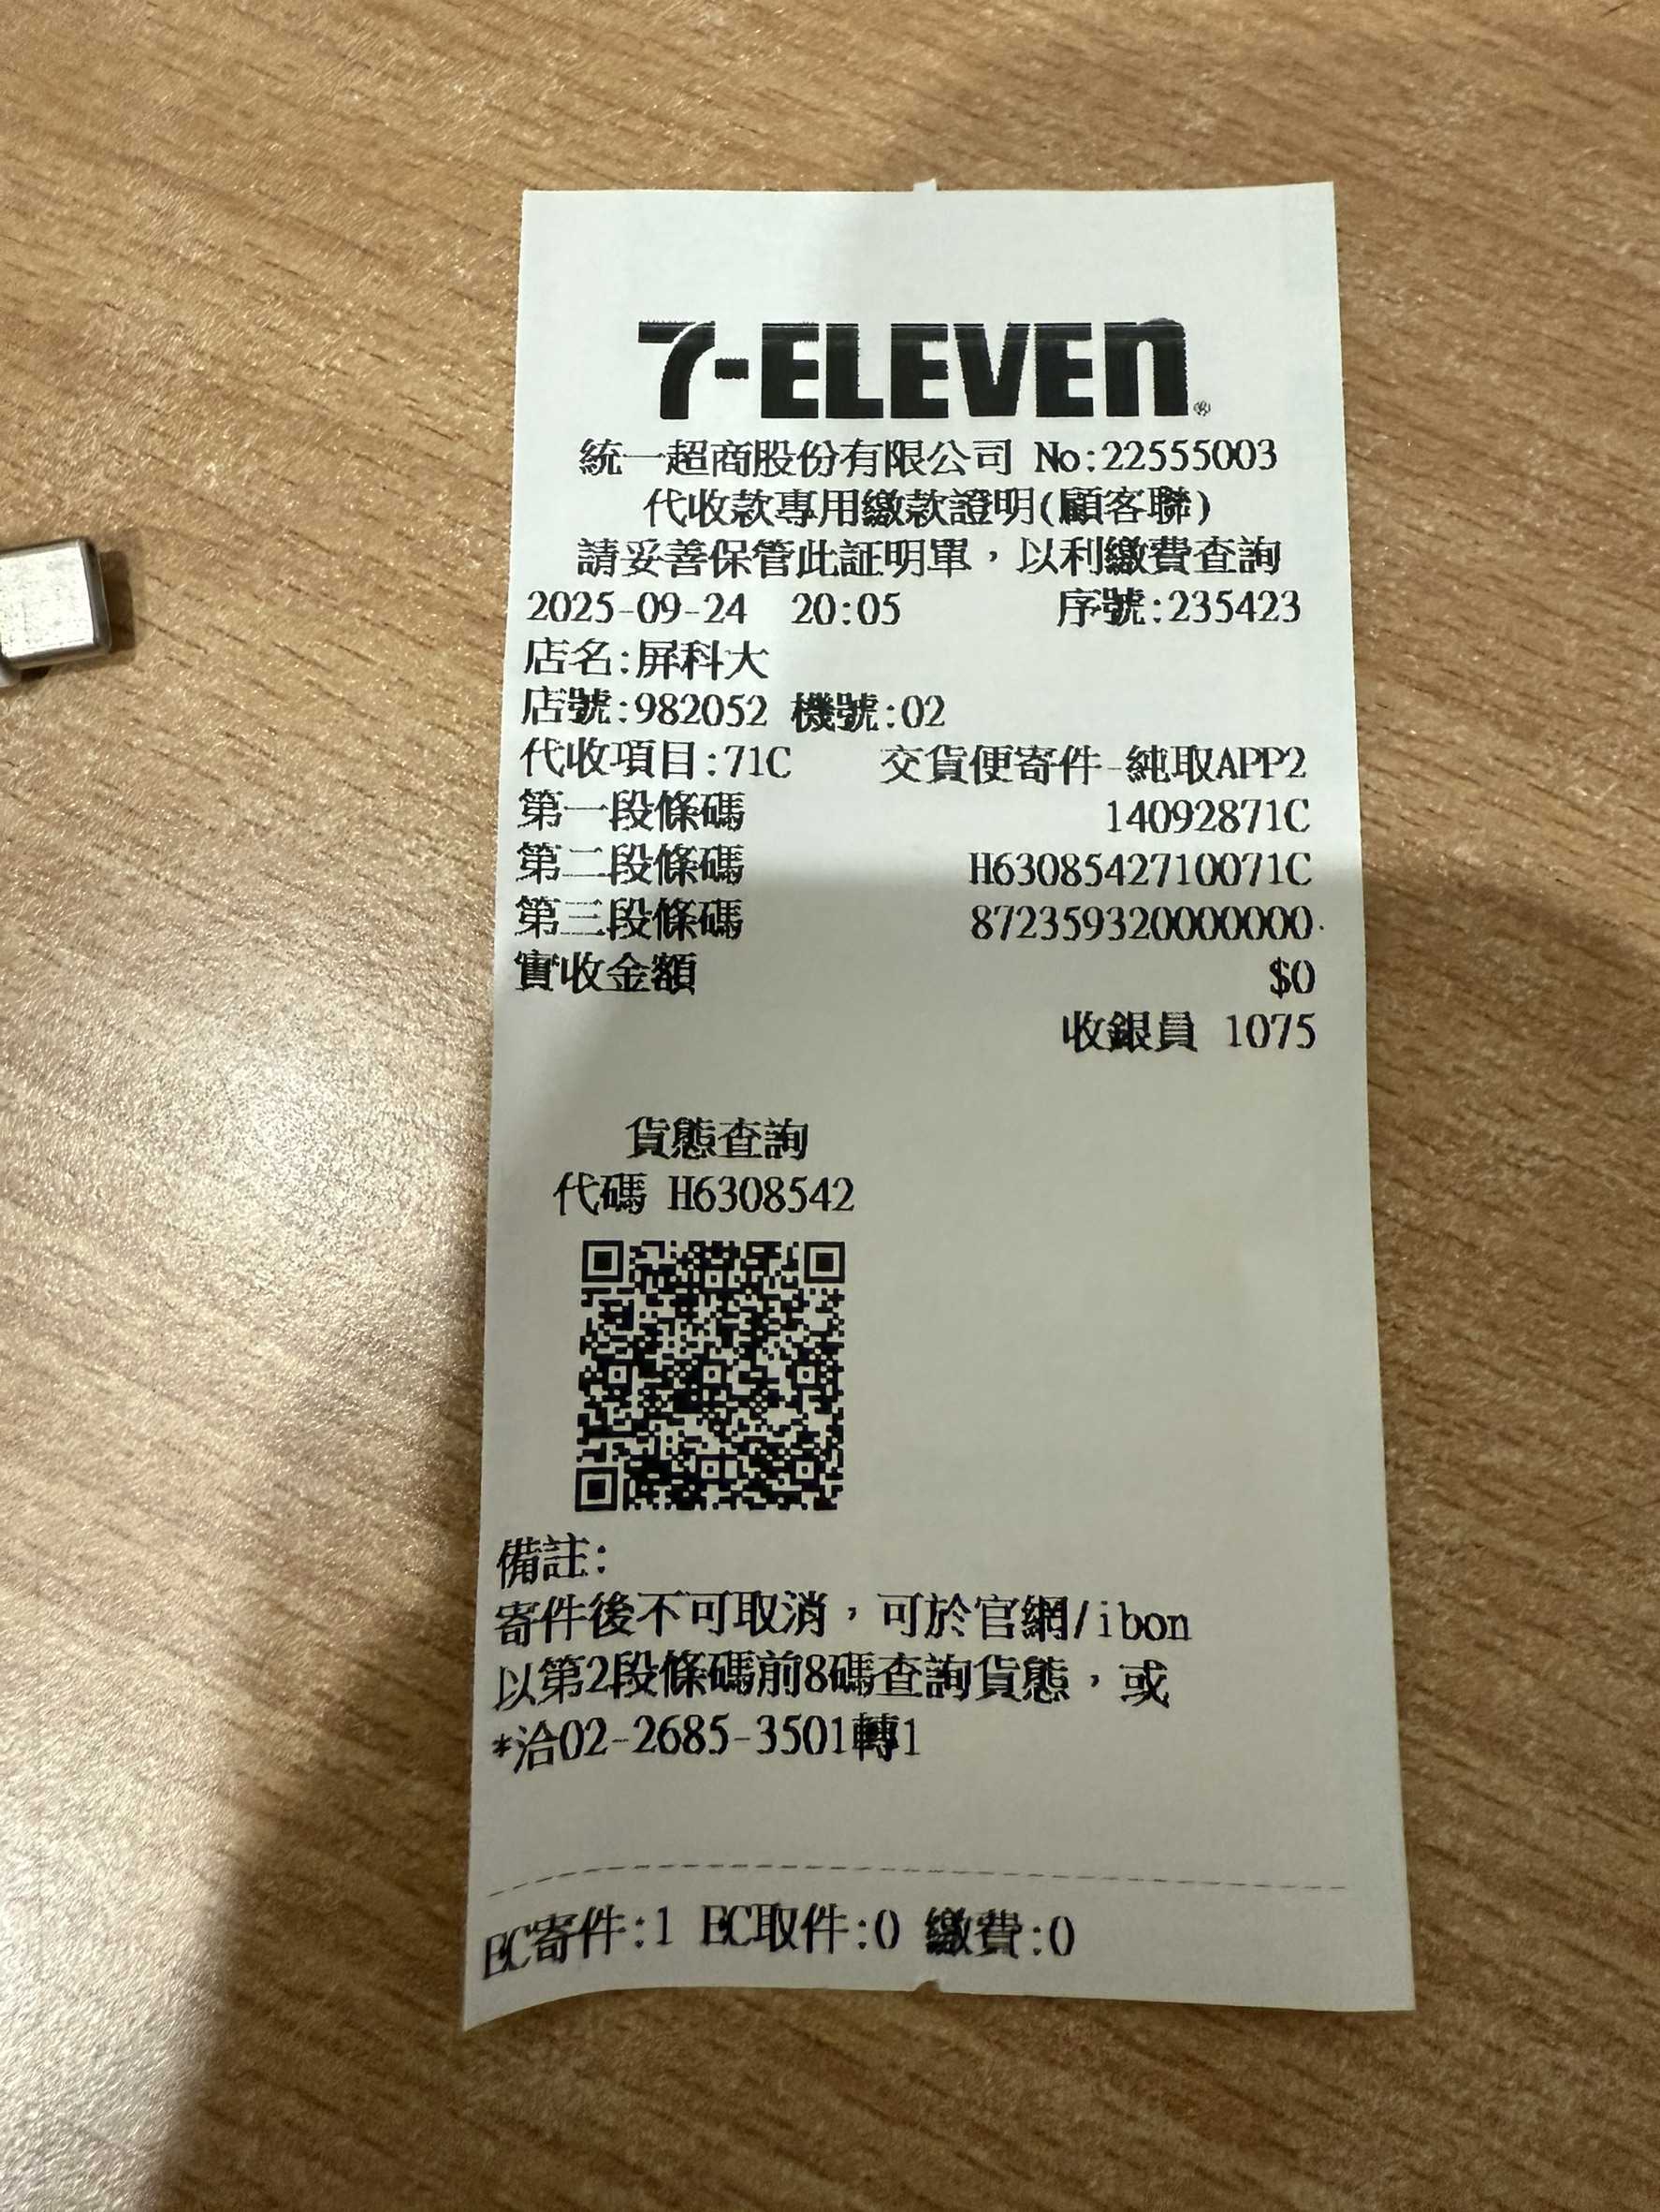 7-ELEVEN®
統一超商股份有限公司 No:22555003
代收款專用繳款證明(顧客聯)
請妥善保管此証明單，以利繳費查詢
2025-09-24 20:05 序號:235423
店名:屏科大
店號:982052 機號:02
代收項目:71C 交貨便寄件-純取APP2
第一段條碼 14092871C
第二段條碼 H6308542710071C
第三段條碼 872359320000000
實收金額 $0
收銀員 1075
貨態查詢
代碼 H6308542
備註:
寄件後不可取消，可於官網/ibon
以第2段條碼前8碼查詢貨態，或
*洽02-2685-3501轉1
EC寄件:1 EC取件:0 繳費:0